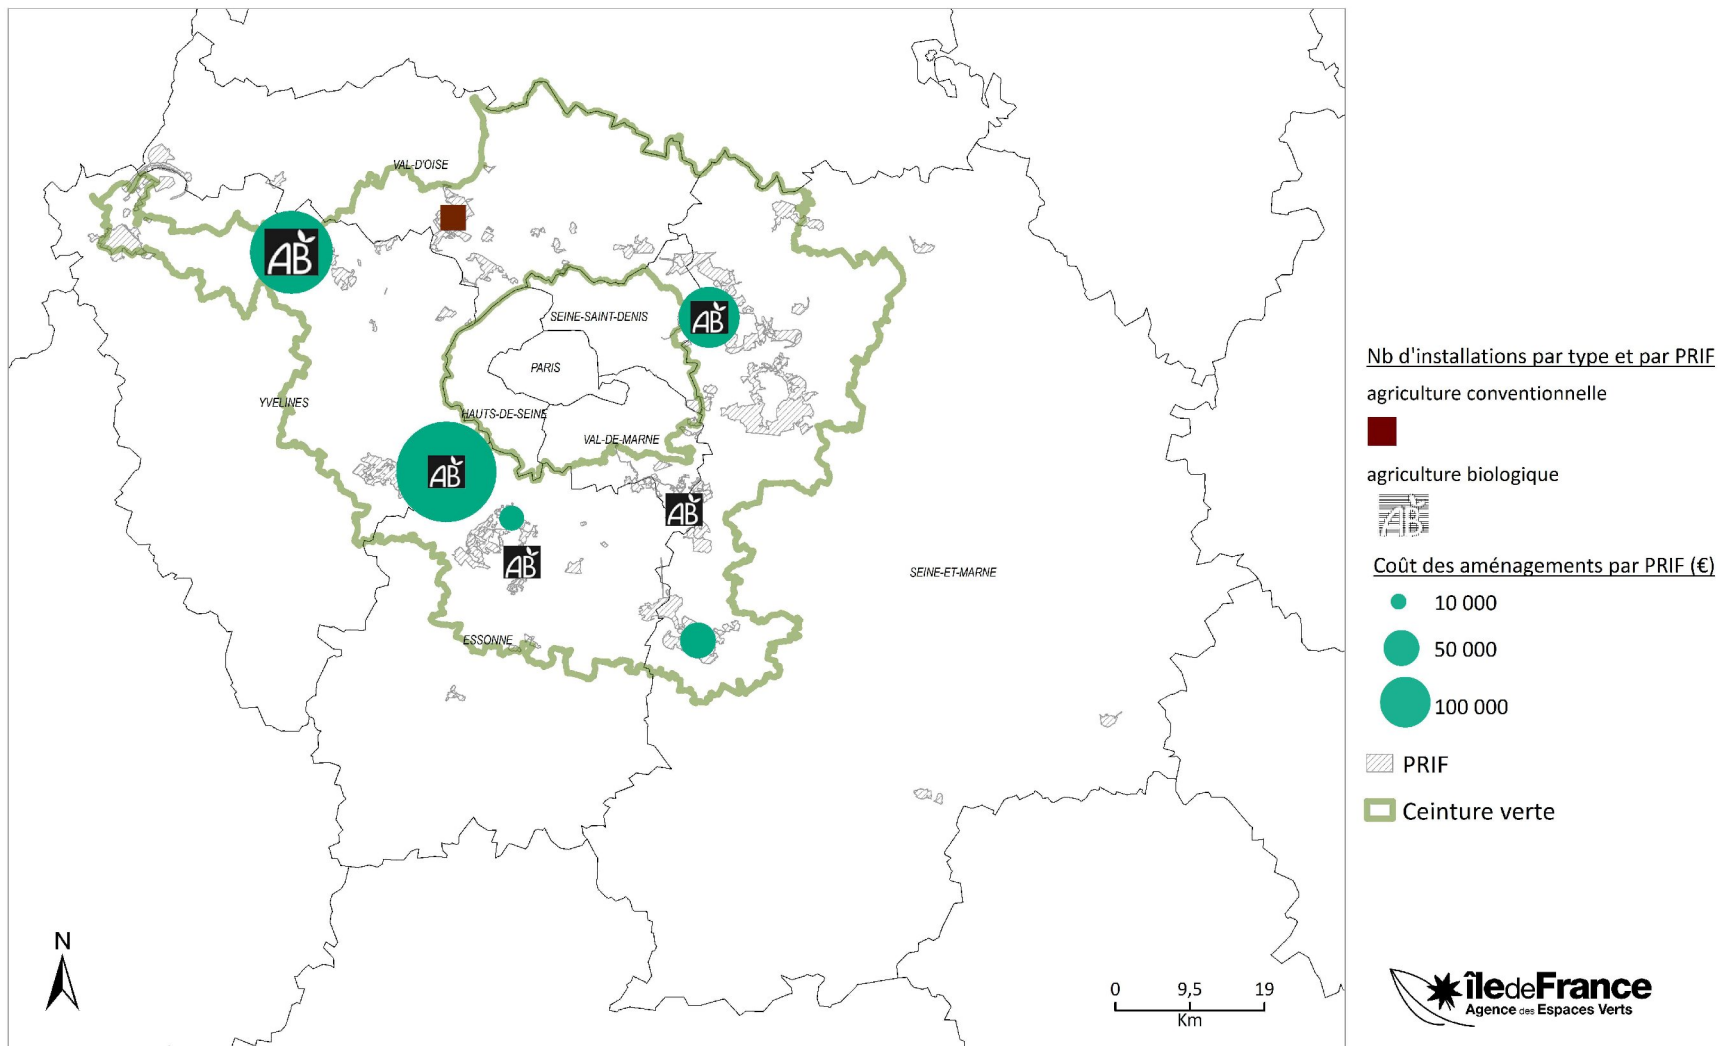 VAL-D'OISE
SEINE-SAINT-DENIS
PARIS
YVELINES
HAUTS-DE-SEINE
VAL-DE-MARNE
SEINE-ET-MARNE
ESSONNE
AB
AB
AB
AB
AB
N
0 9,5 19
Km
Nb d'installations par type et par PRIF
agriculture conventionnelle
agriculture biologique
AB
Coût des aménagements par PRIF (€)
10 000
50 000
100 000
PRIF
Ceinture verte
îledeFrance
Agence des Espaces Verts